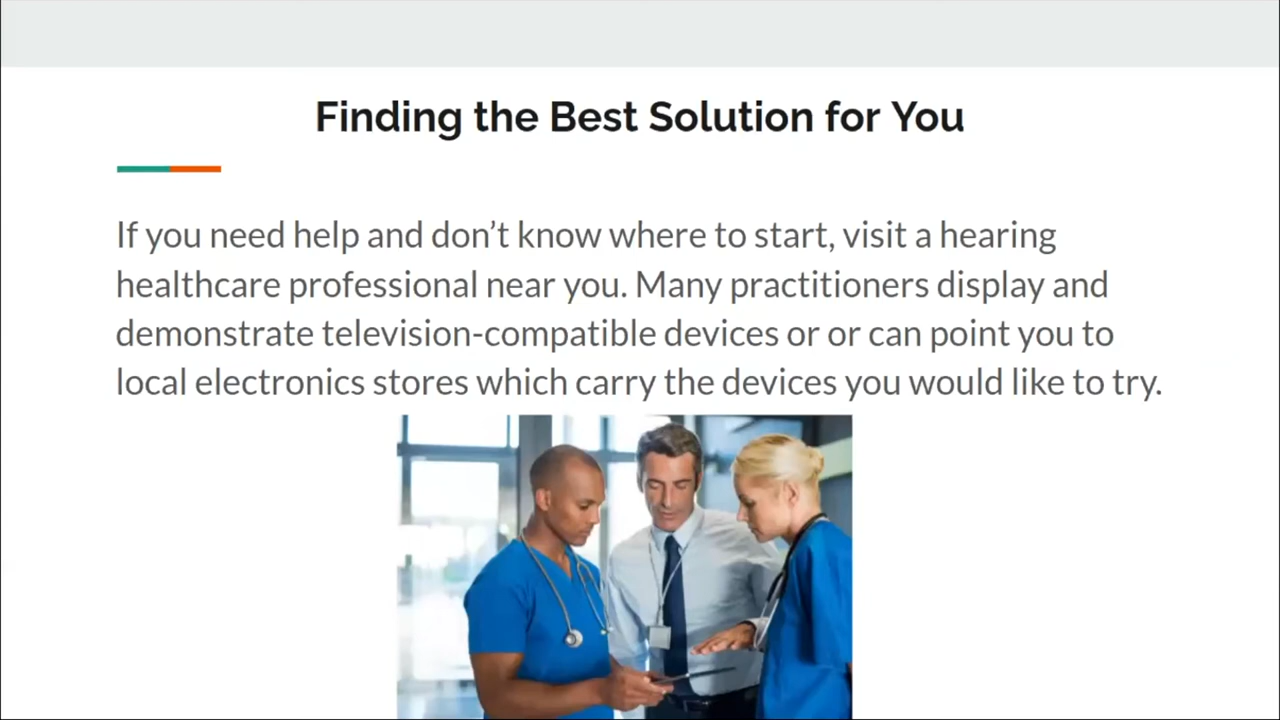 Finding the Best Solution for You
If you need help and don’t know where to start, visit a hearing
healthcare professional near you. Many practitioners display and
demonstrate television-compatible devices or or can point you to
local electronics stores which carry the devices you would like to try.